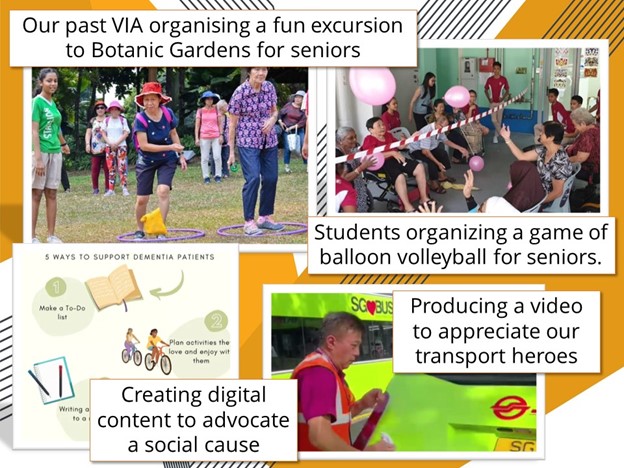 Our past VIA organising a fun excursion
to Botanic Gardens for seniors
Students organizing a game of
balloon volleyball for seniors.
5 WAYS TO SUPPORT DEMENTIA PATIENTS
1
Make a To-Do
list
2
Plan activities the
love and enjoy wit
them
Writing a
to a
Creating digital
content to advocate
a social cause
SG♥BUS
Producing a video
to appreciate our
transport heroes
SG